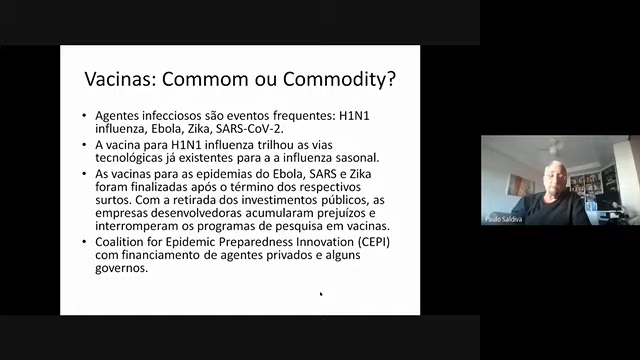 Vacinas: Commom ou Commodity?
• Agentes infecciosos são eventos frequentes: H1N1
influenza, Ebola, Zika, SARS-CoV-2.
• A vacina para H1N1 influenza trilhou as vias
tecnológicas já existentes para a a influenza sasonal.
• As vacinas para as epidemias do Ebola, SARS e Zika
foram finalizadas após o término dos respectivos
surtos. Com a retirada dos investimentos públicos, as
empresas desenvolvedoras acumularam prejuízos e
interromperam os programas de pesquisa em vacinas.
• Coalition for Epidemic Preparedness Innovation (CEPI)
com financiamento de agentes privados e alguns
governos.
Paulo Saldiva